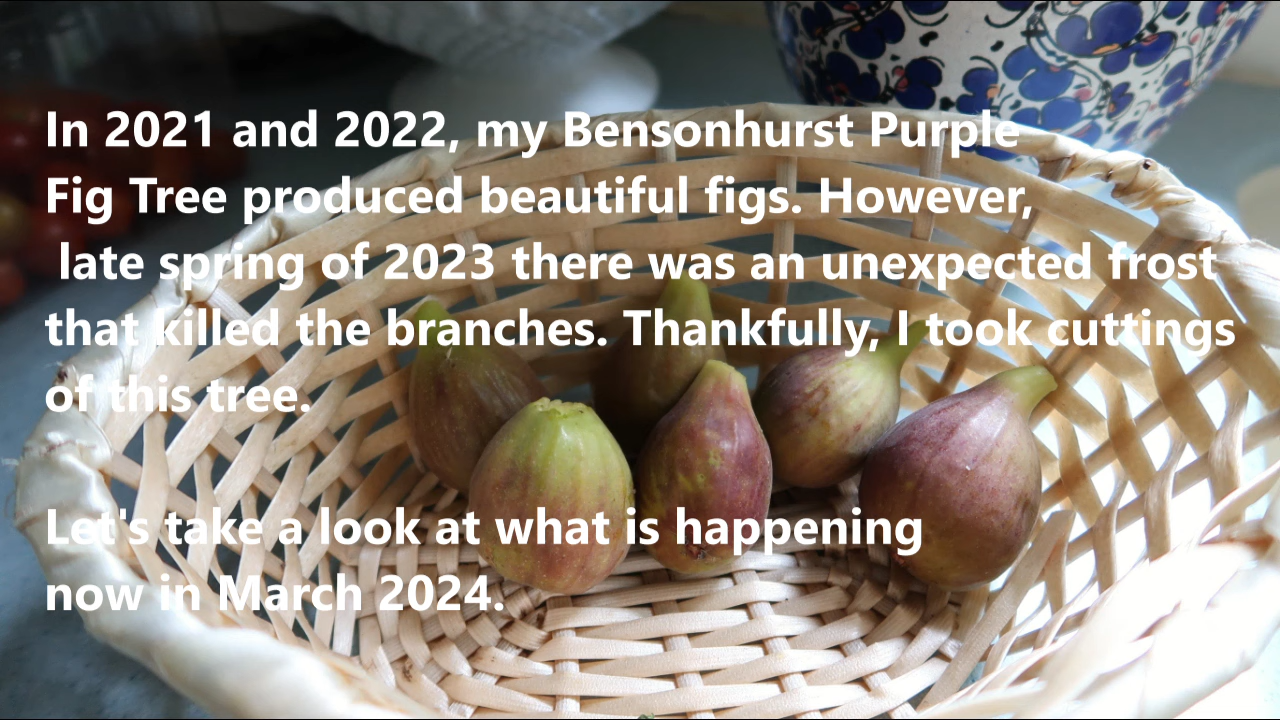 In 2021 and 2022, my Bensonhurst Purple
Fig Tree produced beautiful figs. However,
late spring of 2023 there was an unexpected frost
that killed the branches. Thankfully, I took cuttings
of this tree.
Let's take a look at what is happening
now in March 2024.